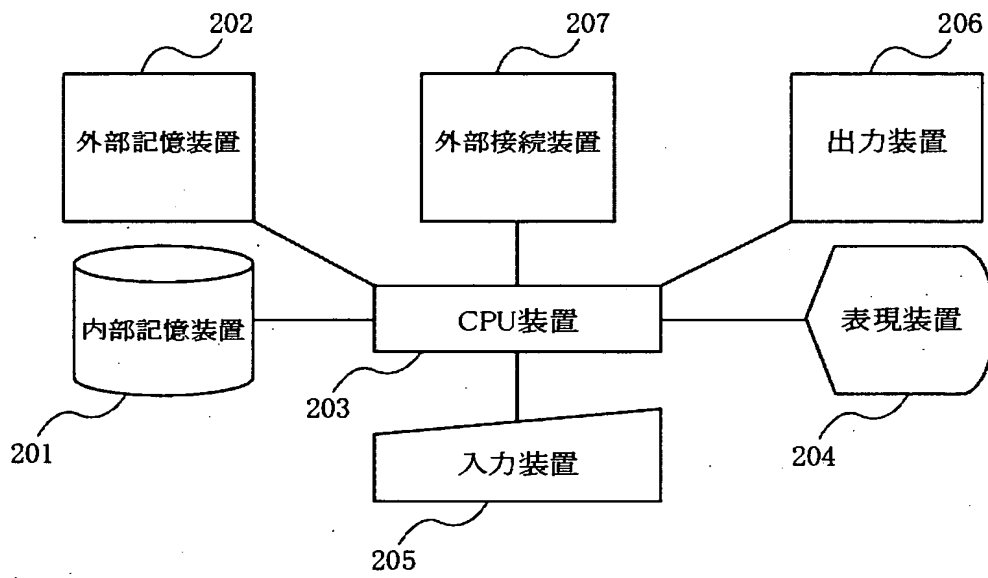 202
207
206
外部記憶装置
外部接続装置
出力装置
内部記憶装置
CPU装置
表現装置
203
201
入力装置
204
205